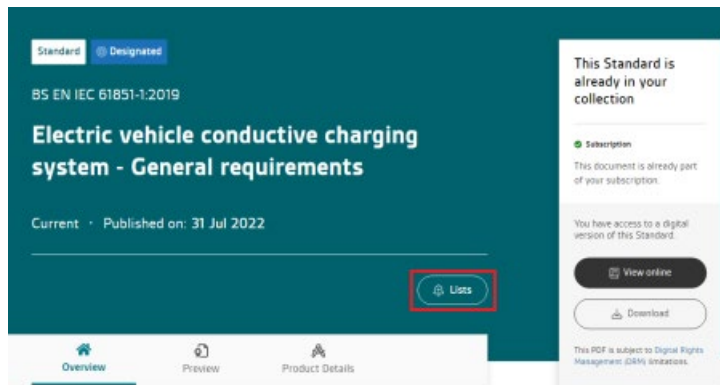 Standard
Designated
BS EN IEC 61851-1:2019
Electric vehicle conductive charging
system - General requirements
Current · Published on: 31 Jul 2022
Lists
Overview
Preview
Product Details
This Standard is
already in your
collection
Subscription
This document is already part
of your subscription.
You have access to a digital
version of this Standard.
View online
Download
This PDF is subject to Digital Rights
Management (DRM) limitations.